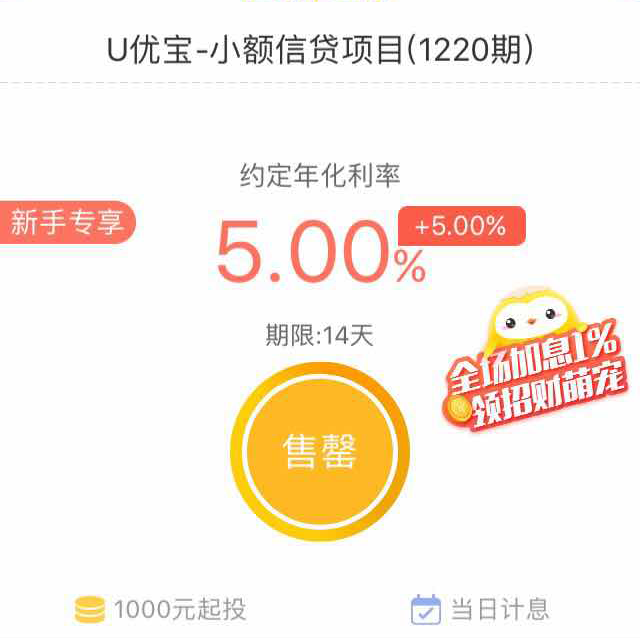 U优宝-小额信贷项目(1220期)
约定年化利率
新手专享
5.00%
+5.00%
期限:14天
全场加息1%
领招财萌宠
售罄
1000元起投
当日计息